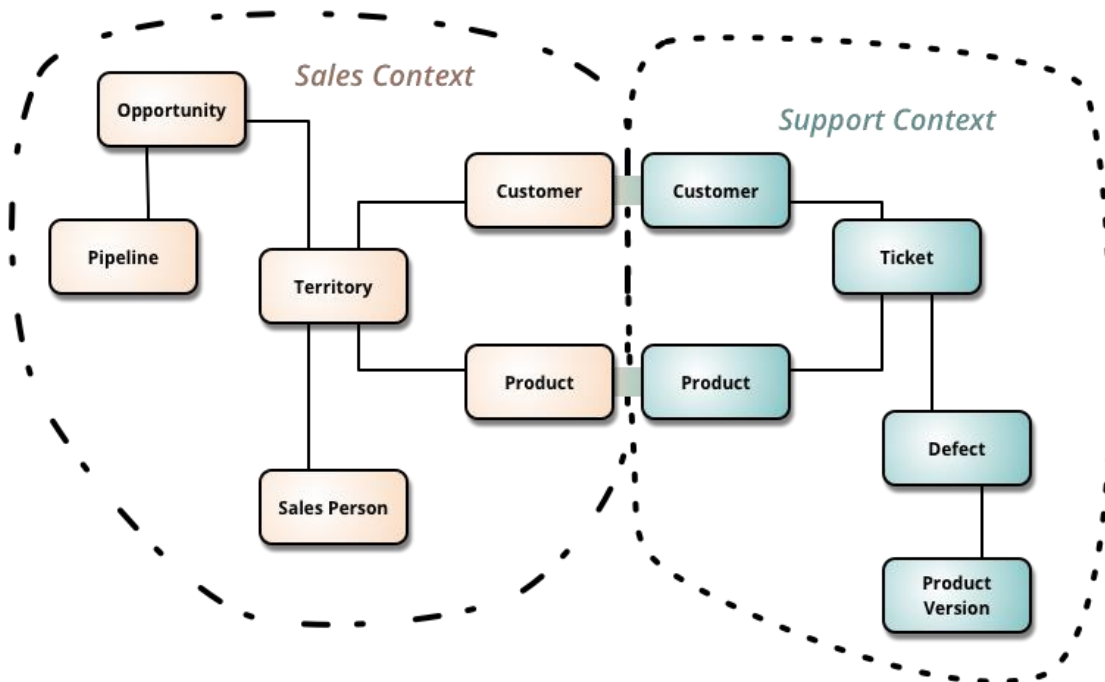 Sales Context
Opportunity
Pipeline
Territory
Sales Person
Customer
Product
Support Context
Customer
Product
Ticket
Defect
Product
Version